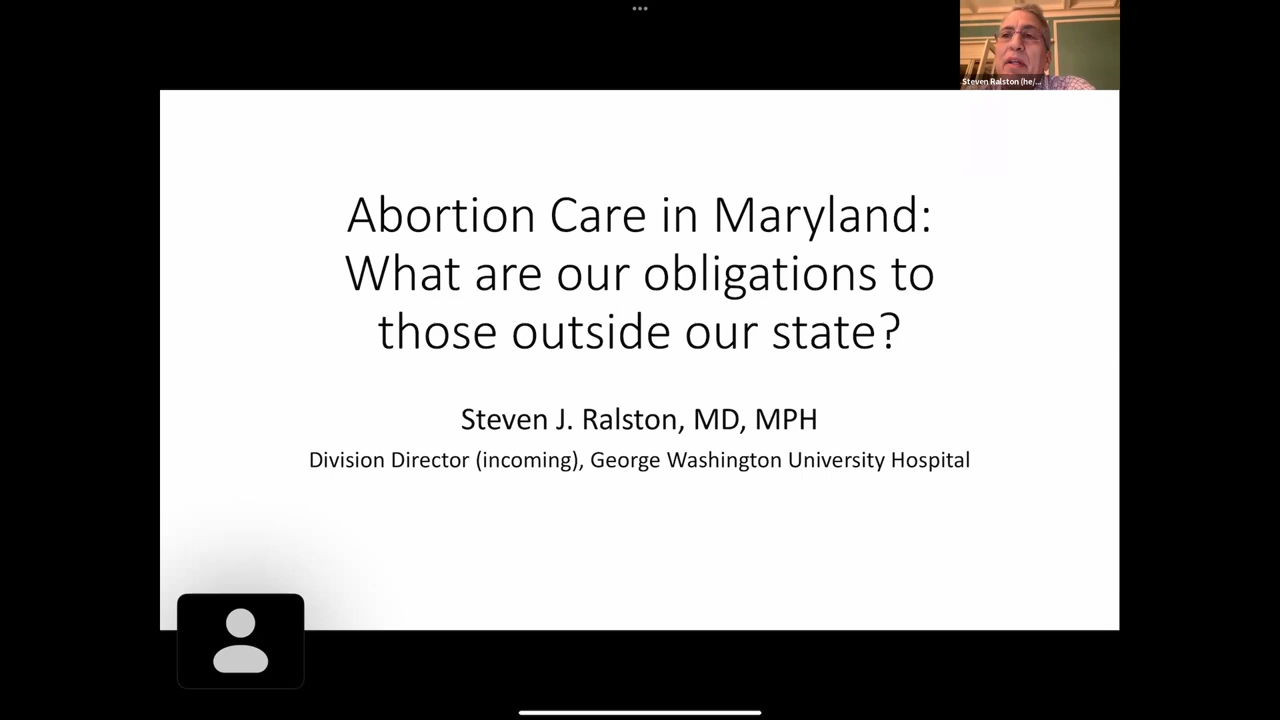 Steven Ralston (he/...
Abortion Care in Maryland:
What are our obligations to
those outside our state?
Steven J. Ralston, MD, MPH
Division Director (incoming), George Washington University Hospital